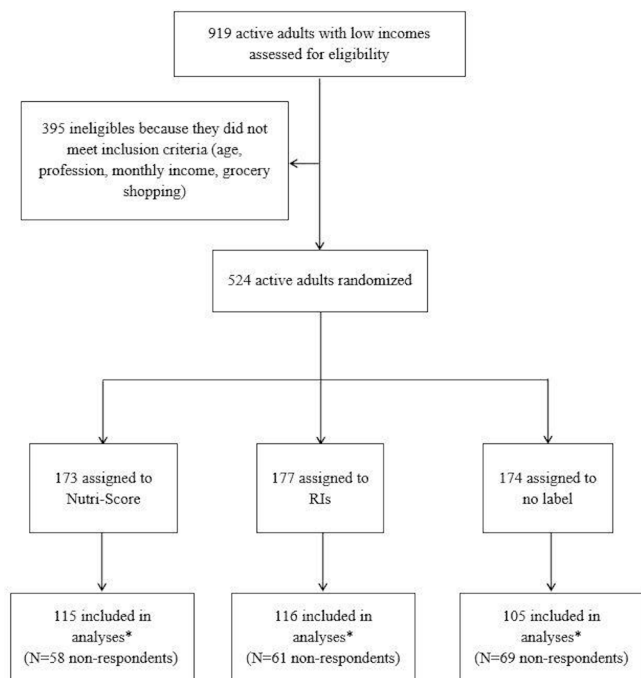 919 active adults with low incomes
assessed for eligibility
395 ineligibles because they did not
meet inclusion criteria (age,
profession, monthly income, grocery
shopping)
524 active adults randomized
173 assigned to
Nutri-Score
177 assigned to
RIs
174 assigned to
no label
115 included in
analyses*
(N=58 non-respondents)
116 included in
analyses*
(N=61 non-respondents)
105 included in
analyses*
(N=69 non-respondents)